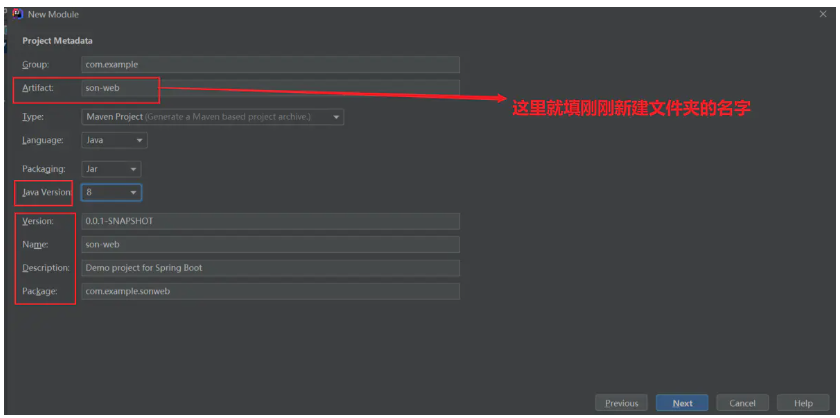 New Module
Project Metadata
Group: com.example
Artifact: son-web
这里就填刚刚新建文件夹的名字
Type: Maven Project (Generate a Maven based project archive.)
Language: Java
Packaging: Jar
Java Version: 8
Version: 0.0.1-SNAPSHOT
Name: son-web
Description: Demo project for Spring Boot
Package: com.example.sonweb
Previous Next Cancel Help